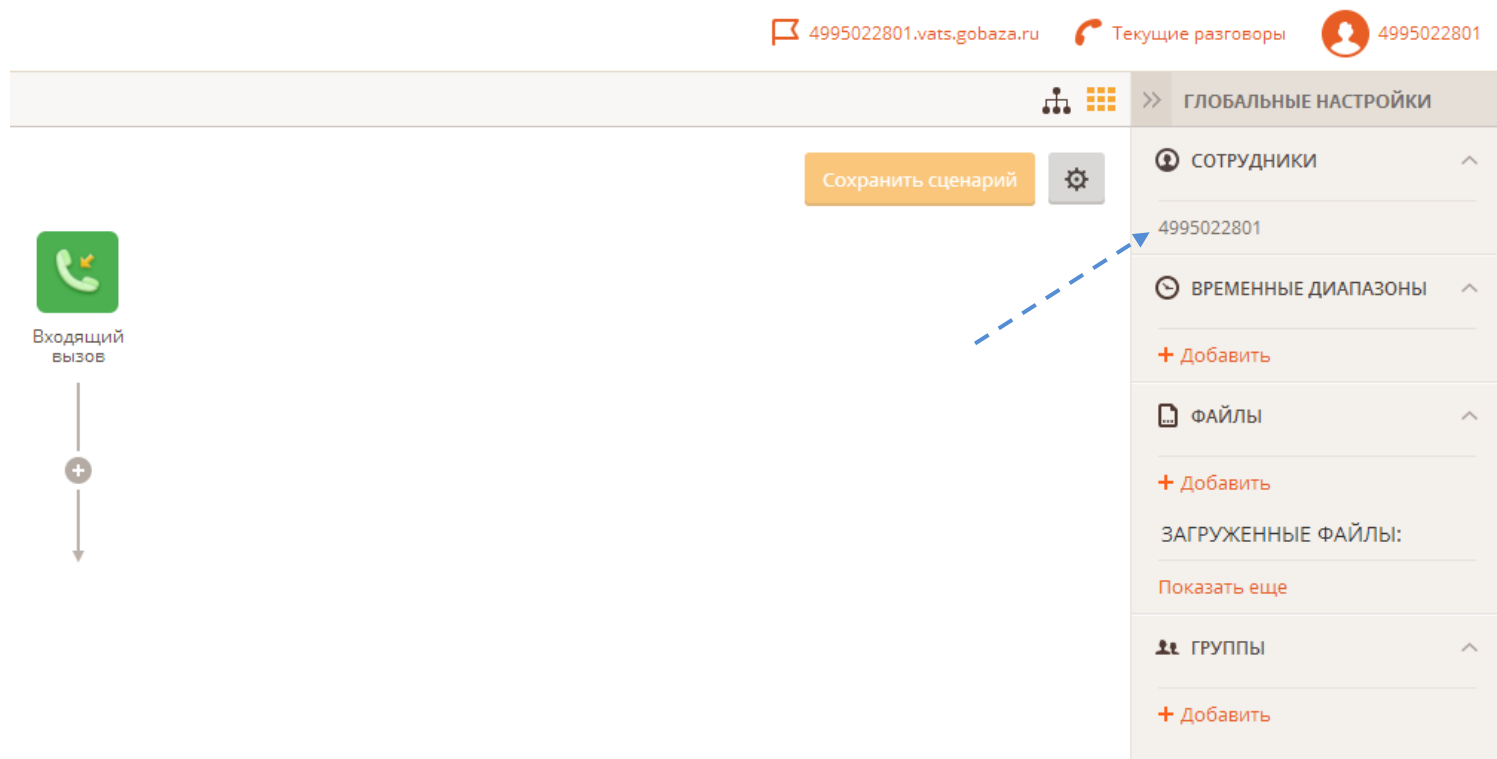 4995022801.vats.gobaza.ru
Текущие разговоры
4995022801
ГЛОБАЛЬНЫЕ НАСТРОЙКИ
Сохранить сценарий
СОТРУДНИКИ
4995022801
Входящий
вызов
ВРЕМЕННЫЕ ДИАПАЗОНЫ
+ Добавить
ФАЙЛЫ
+ Добавить
ЗАГРУЖЕННЫЕ ФАЙЛЫ:
Показать еще
ГРУППЫ
+ Добавить